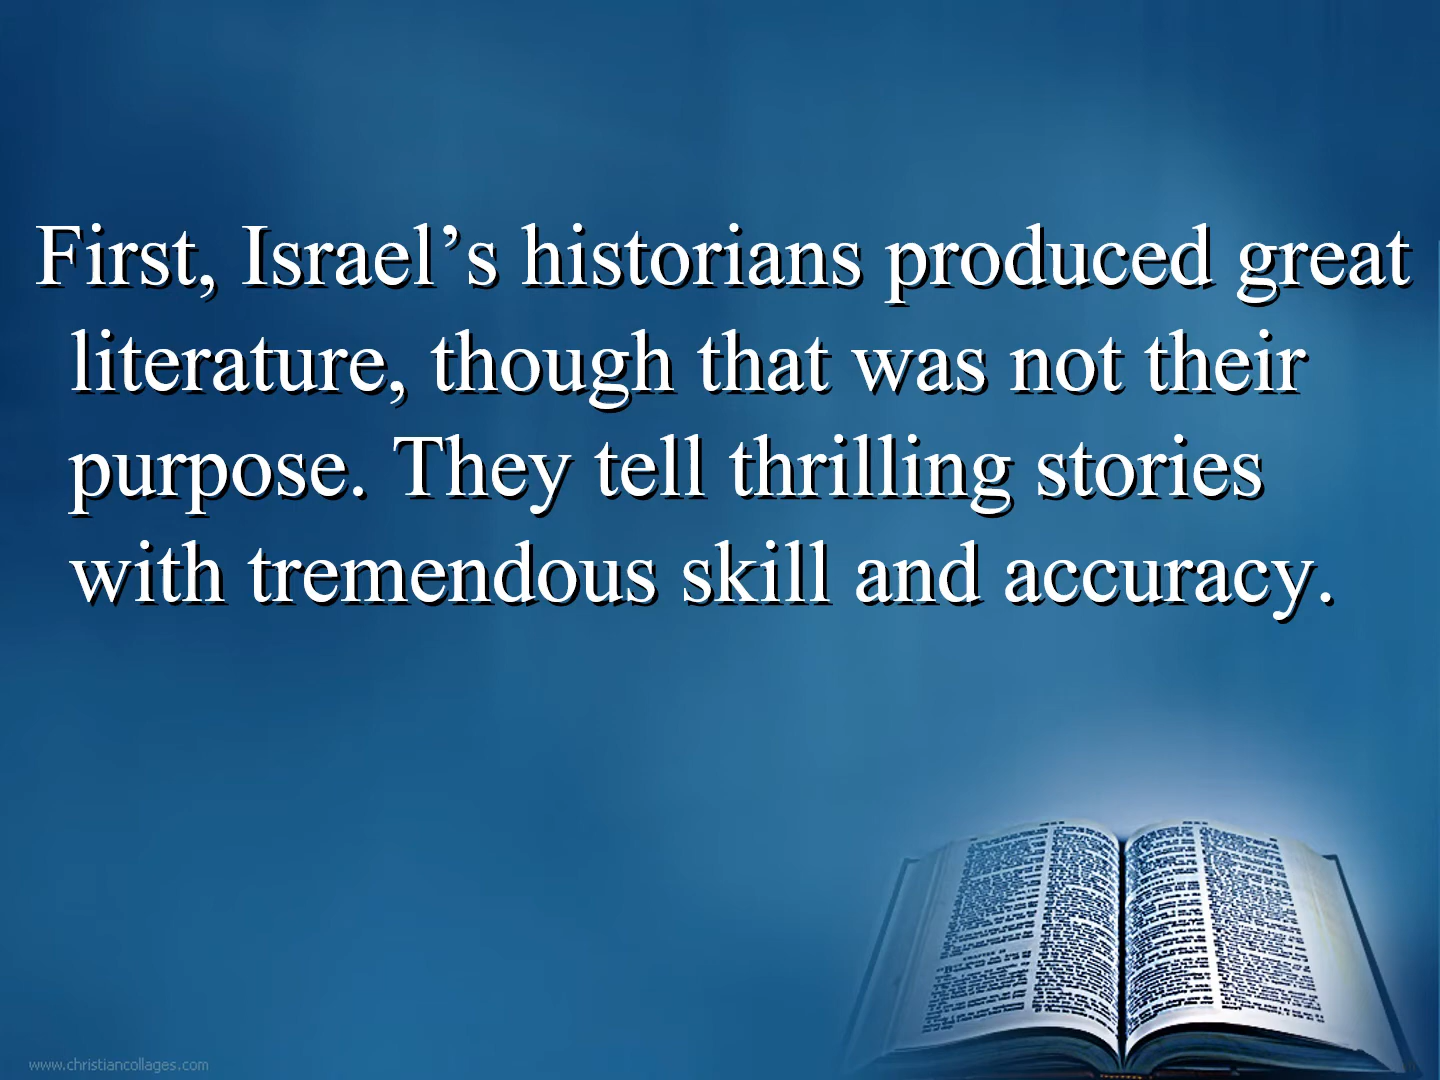 First, Israel’s historians produced great
literature, though that was not their
purpose. They tell thrilling stories
with tremendous skill and accuracy.
www.christiancollages.com